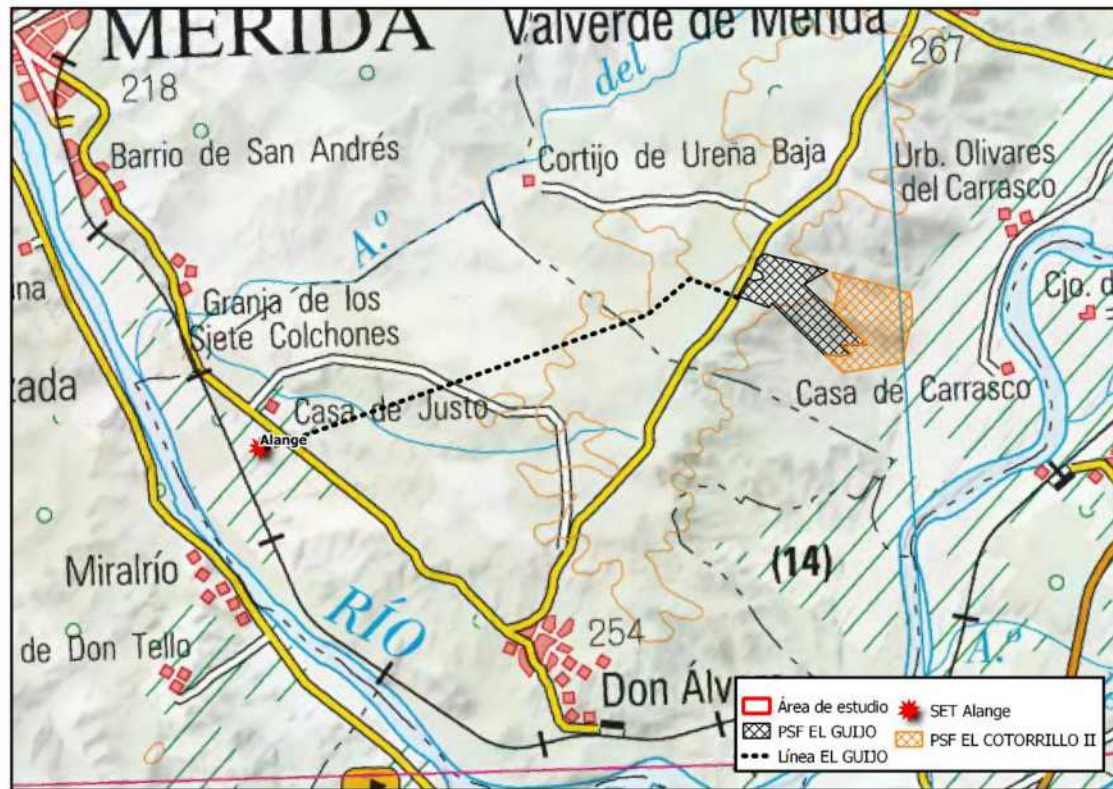 MÉRIDA
Valverde de Mérida
218
del
267
Barrio de San Andrés
Cortijo de Ureña Baja
Urb. Olivares
del Carrasco
A.º
Granja de los
Siete Colchones
Cjo. d
Casa de Justo
Casa de Carrasco
Alange
Miralrío
(14)
RÍO
254
de Don Tello
A.º
Don Álv
Área de estudio
SET Alange
PSF EL GUIJO
PSF EL COTORRILLO II
Línea EL GUIJO